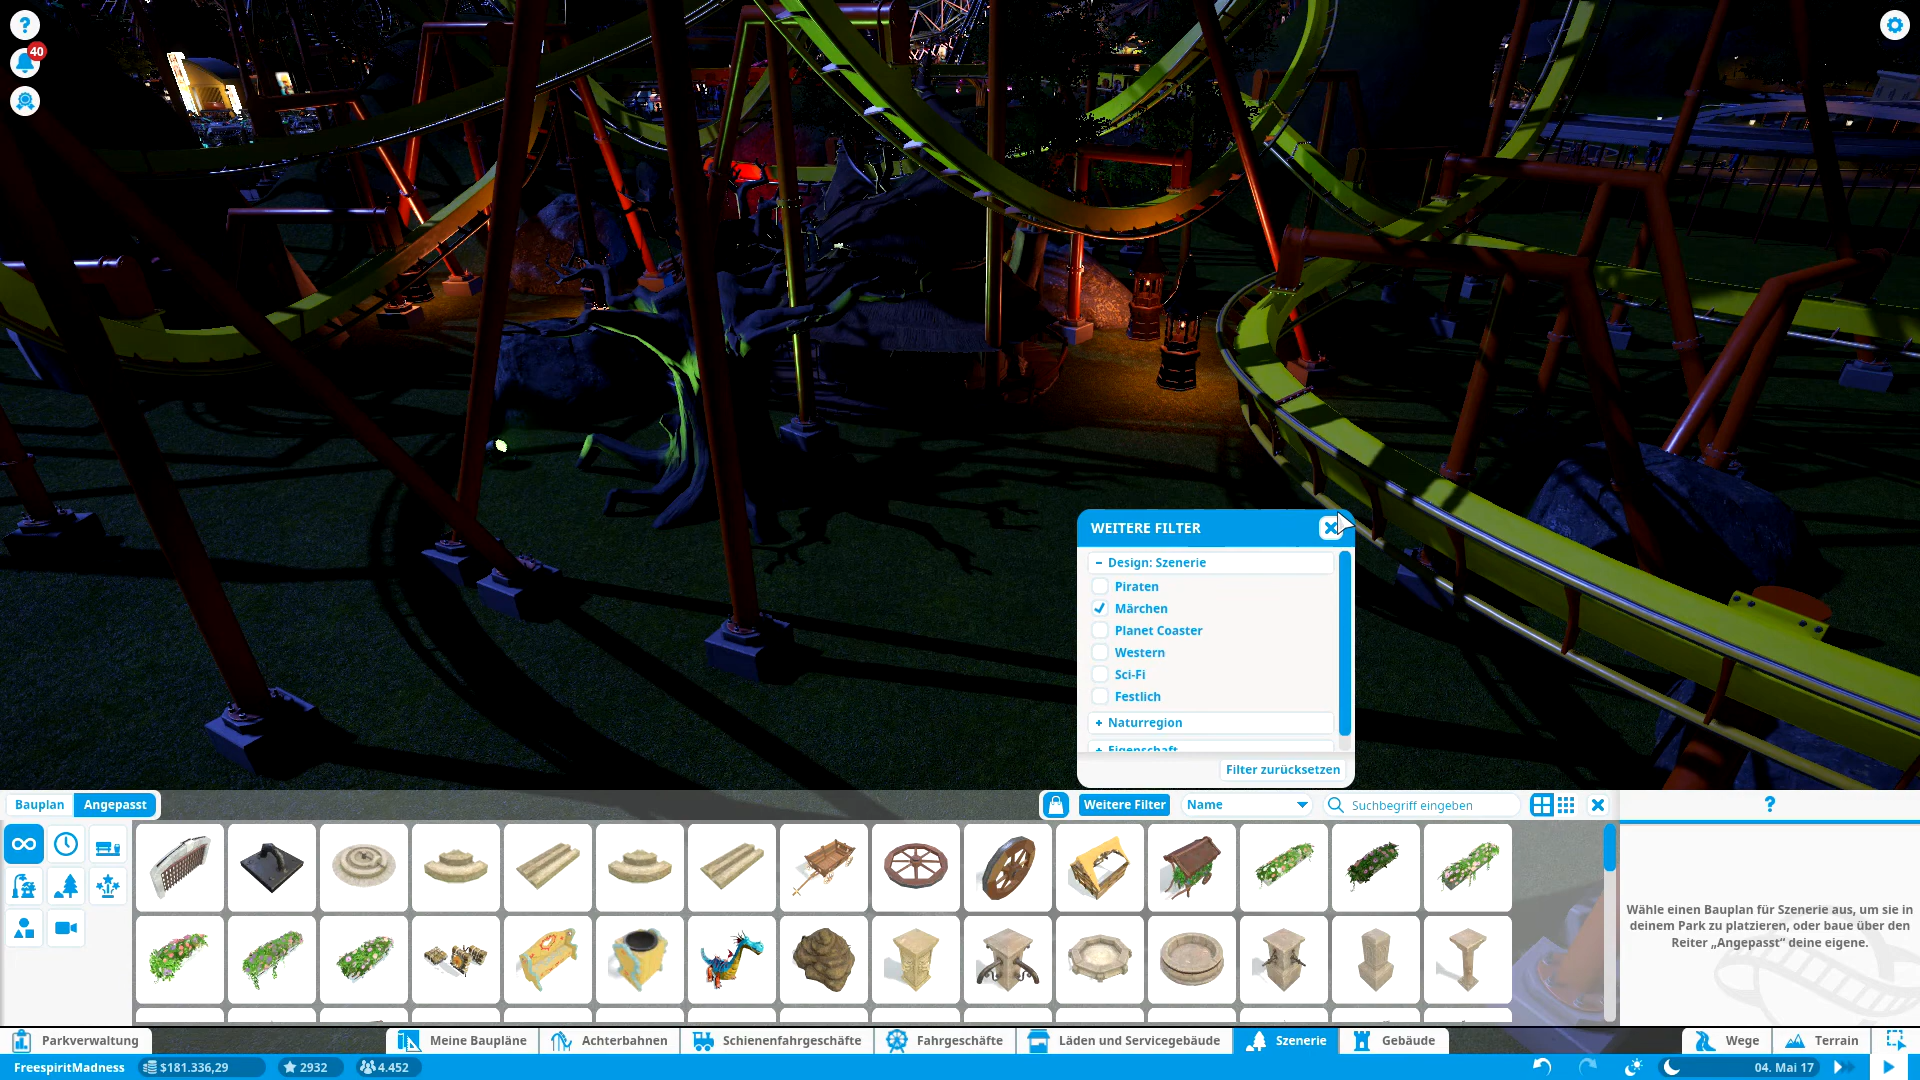 40
WEITERE FILTER
Design: Szenerie
Piraten
Märchen
Planet Coaster
Western
Sci-Fi
Festlich
Naturregion
Eigenschaft
Filter zurücksetzen
Bauplan
Angepasst
Weitere Filter
Name
Suchbegriff eingeben
?
Wähle einen Bauplan für Szenerie aus, um sie in
deinem Park zu platzieren, oder baue über den
Reiter „Angepasst“ deine eigene.
Parkverwaltung
Meine Baupläne
Achterbahnen
Schienenfahrgeschäfte
Fahrgeschäfte
Läden und Servicegebäude
Szenerie
Gebäude
Wege
Terrain
FreespiritMadness
$181.336,29
2932
4.452
04. Mai 17